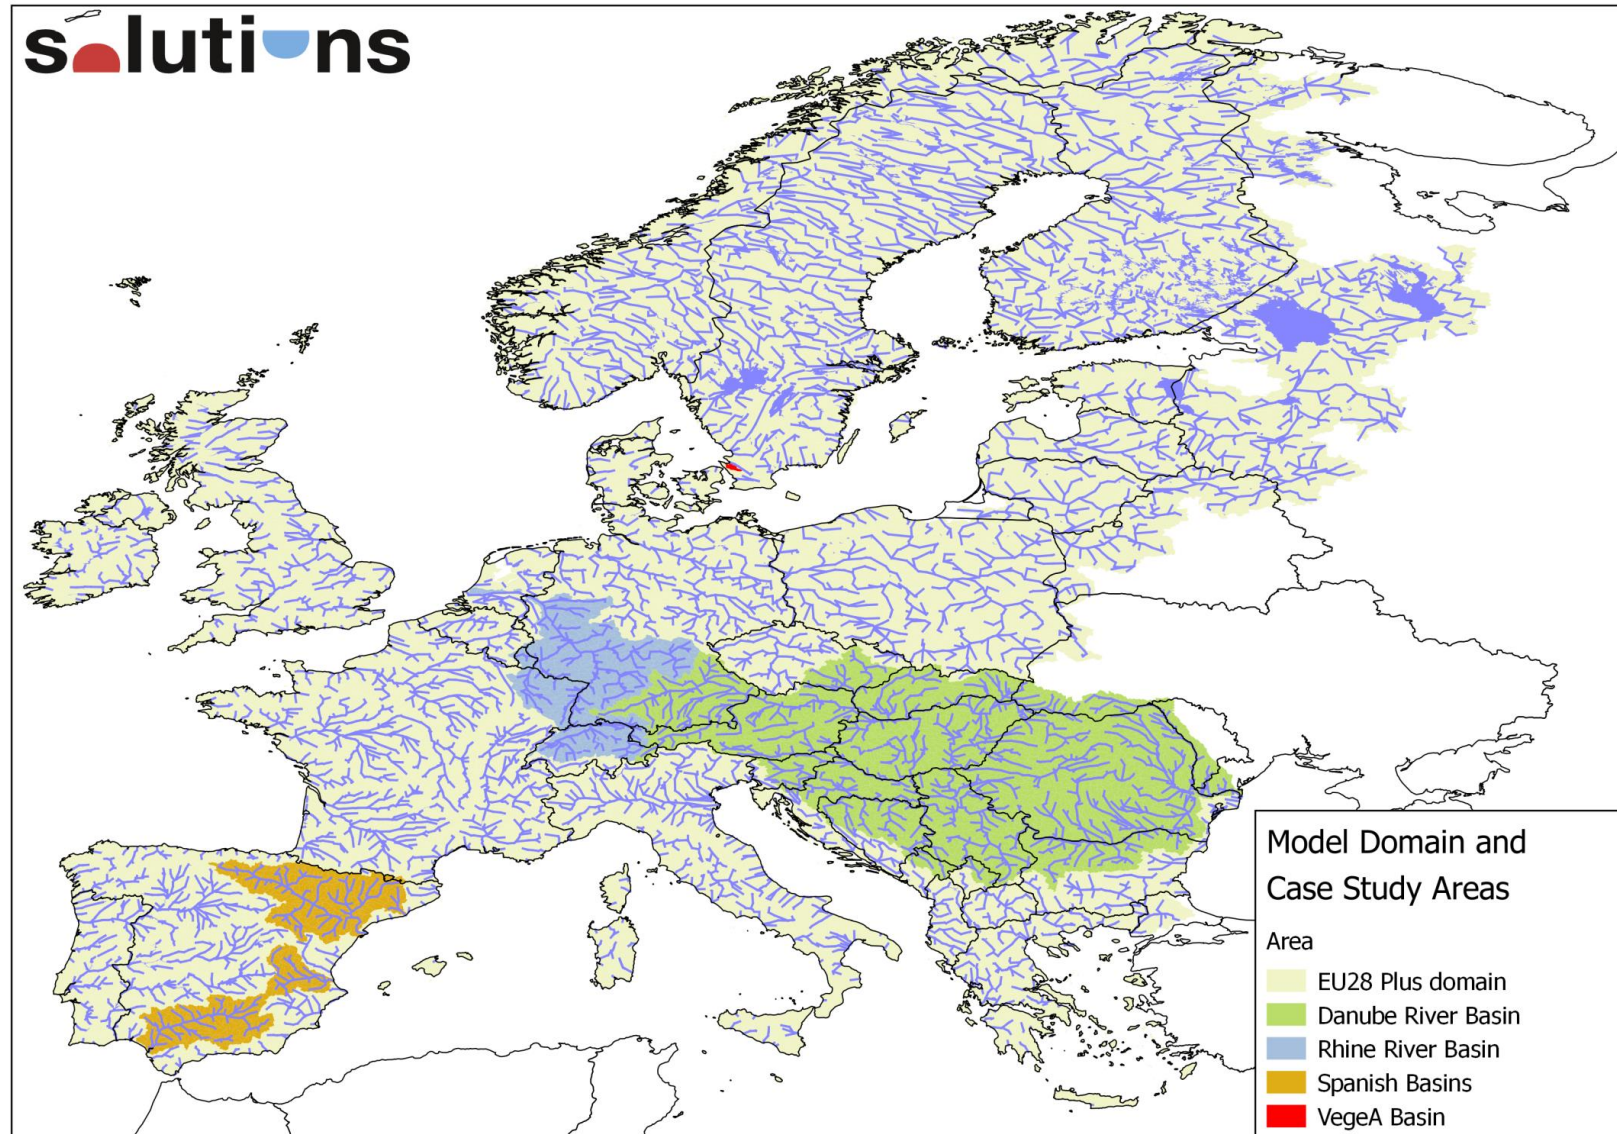 solutions
Model Domain and
Case Study Areas
Area
EU28 Plus domain
Danube River Basin
Rhine River Basin
Spanish Basins
VegeA Basin